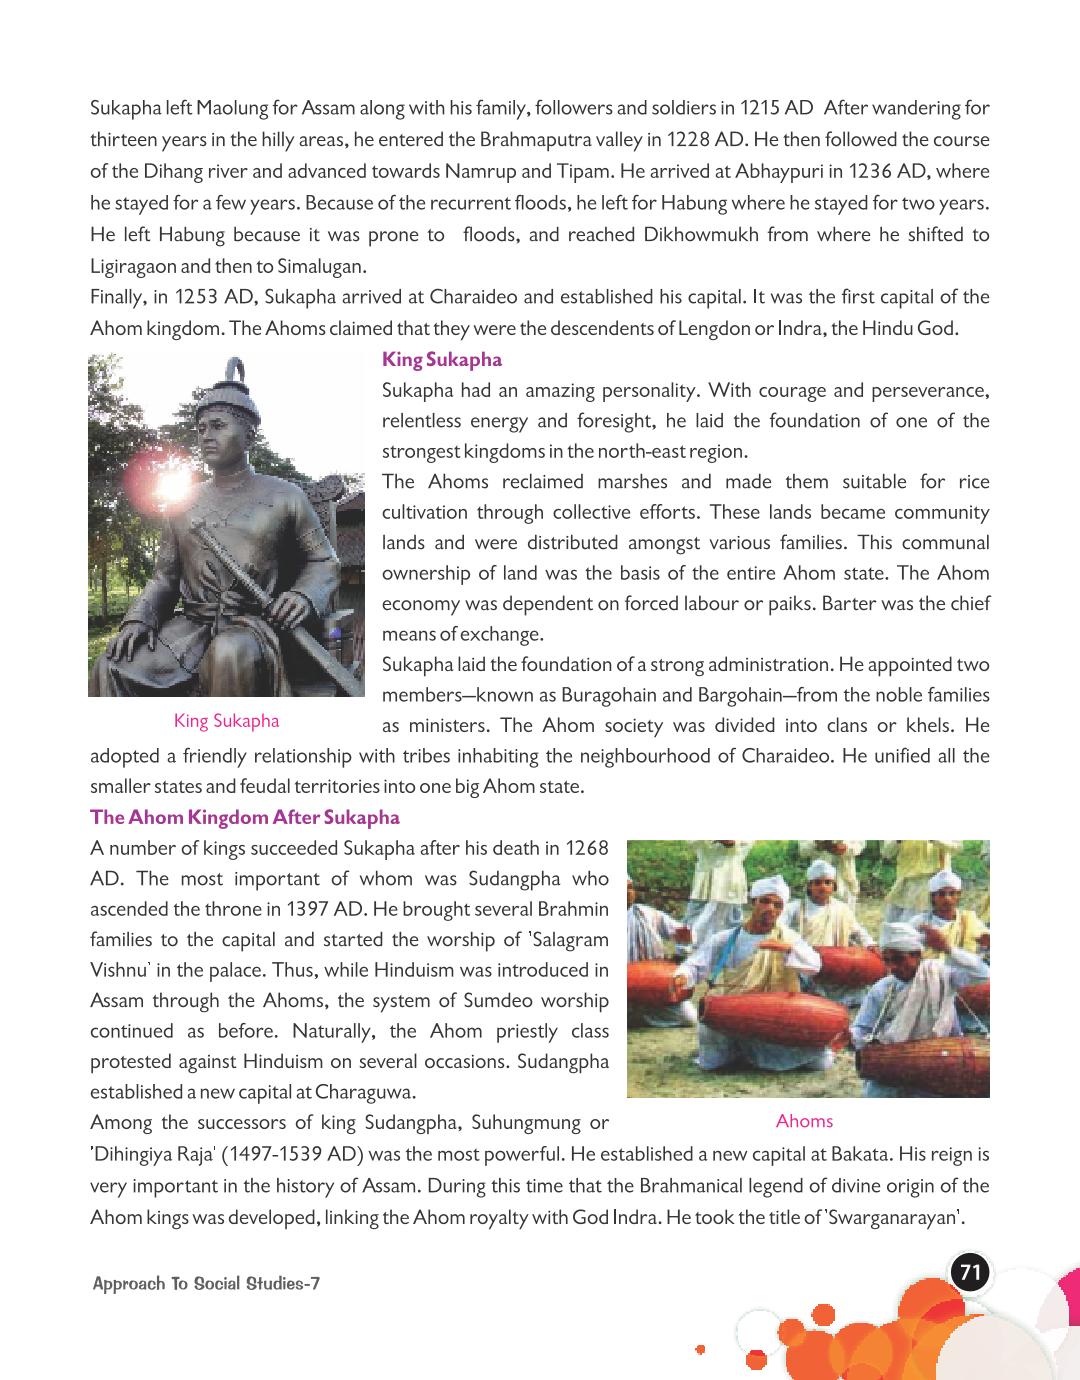 Sukapha left Maolung for Assam along with his family, followers and soldiers in 1215 AD After wandering for
thirteen years in the hilly areas, he entered the Brahmaputra valley in 1228 AD. He then followed the course
of the Dihang river and advanced towards Namrup and Tipam. He arrived at Abhaypuri in 1236 AD, where
he stayed for a few years. Because of the recurrent floods, he left for Habung where he stayed for two years.
He left Habung because it was prone to floods, and reached Dikhowmukh from where he shifted to
Ligiragaon and then to Simalugan.
Finally, in 1253 AD, Sukapha arrived at Charaideo and established his capital. It was the first capital of the
Ahom kingdom. The Ahoms claimed that they were the descendents of Lengdon or Indra, the Hindu God.
King Sukapha
Sukapha had an amazing personality. With courage and perseverance,
relentless energy and foresight, he laid the foundation of one of the
strongest kingdoms in the north-east region.
The Ahoms reclaimed marshes and made them suitable for rice
cultivation through collective efforts. These lands became community
lands and were distributed amongst various families. This communal
ownership of land was the basis of the entire Ahom state. The Ahom
economy was dependent on forced labour or paiks. Barter was the chief
means of exchange.
Sukapha laid the foundation of a strong administration. He appointed two
members—known as Buragohain and Bargohain—from the noble families
as ministers. The Ahom society was divided into clans or khels. He
King Sukapha
adopted a friendly relationship with tribes inhabiting the neighbourhood of Charaideo. He unified all the
smaller states and feudal territories into one big Ahom state.
The Ahom Kingdom After Sukapha
A number of kings succeeded Sukapha after his death in 1268
AD. The most important of whom was Sudangpha who
ascended the throne in 1397 AD. He brought several Brahmin
families to the capital and started the worship of 'Salagram
Vishnu' in the palace. Thus, while Hinduism was introduced in
Assam through the Ahoms, the system of Sumdeo worship
continued as before. Naturally, the Ahom priestly class
protested against Hinduism on several occasions. Sudangpha
established a new capital at Charaguwa.
Ahoms
Among the successors of king Sudangpha, Suhungmung or
'Dihingiya Raja' (1497-1539 AD) was the most powerful. He established a new capital at Bakata. His reign is
very important in the history of Assam. During this time that the Brahmanical legend of divine origin of the
Ahom kings was developed, linking the Ahom royalty with God Indra. He took the title of 'Swarganarayan'.
Approach To Social Studies-7
71